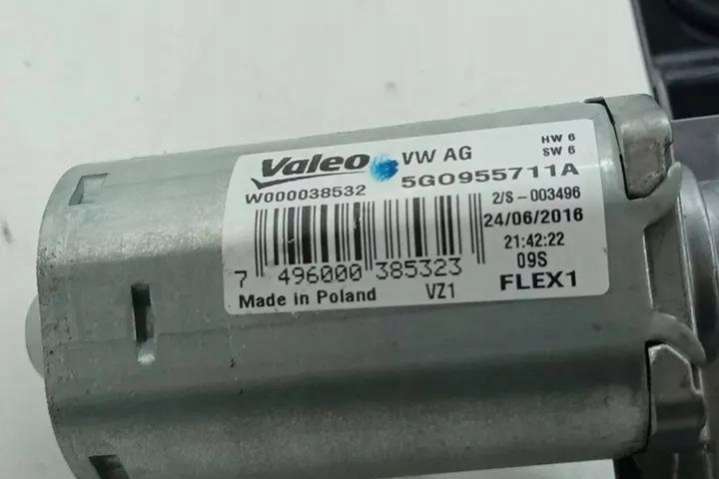 Valeo VW AG HW 6
SW 6
W000038532 5G0955711A
2/S - 003496
24/06/2016
21:42:22
7 496000 385323 09S
Made in Poland VZ1 FLEX1